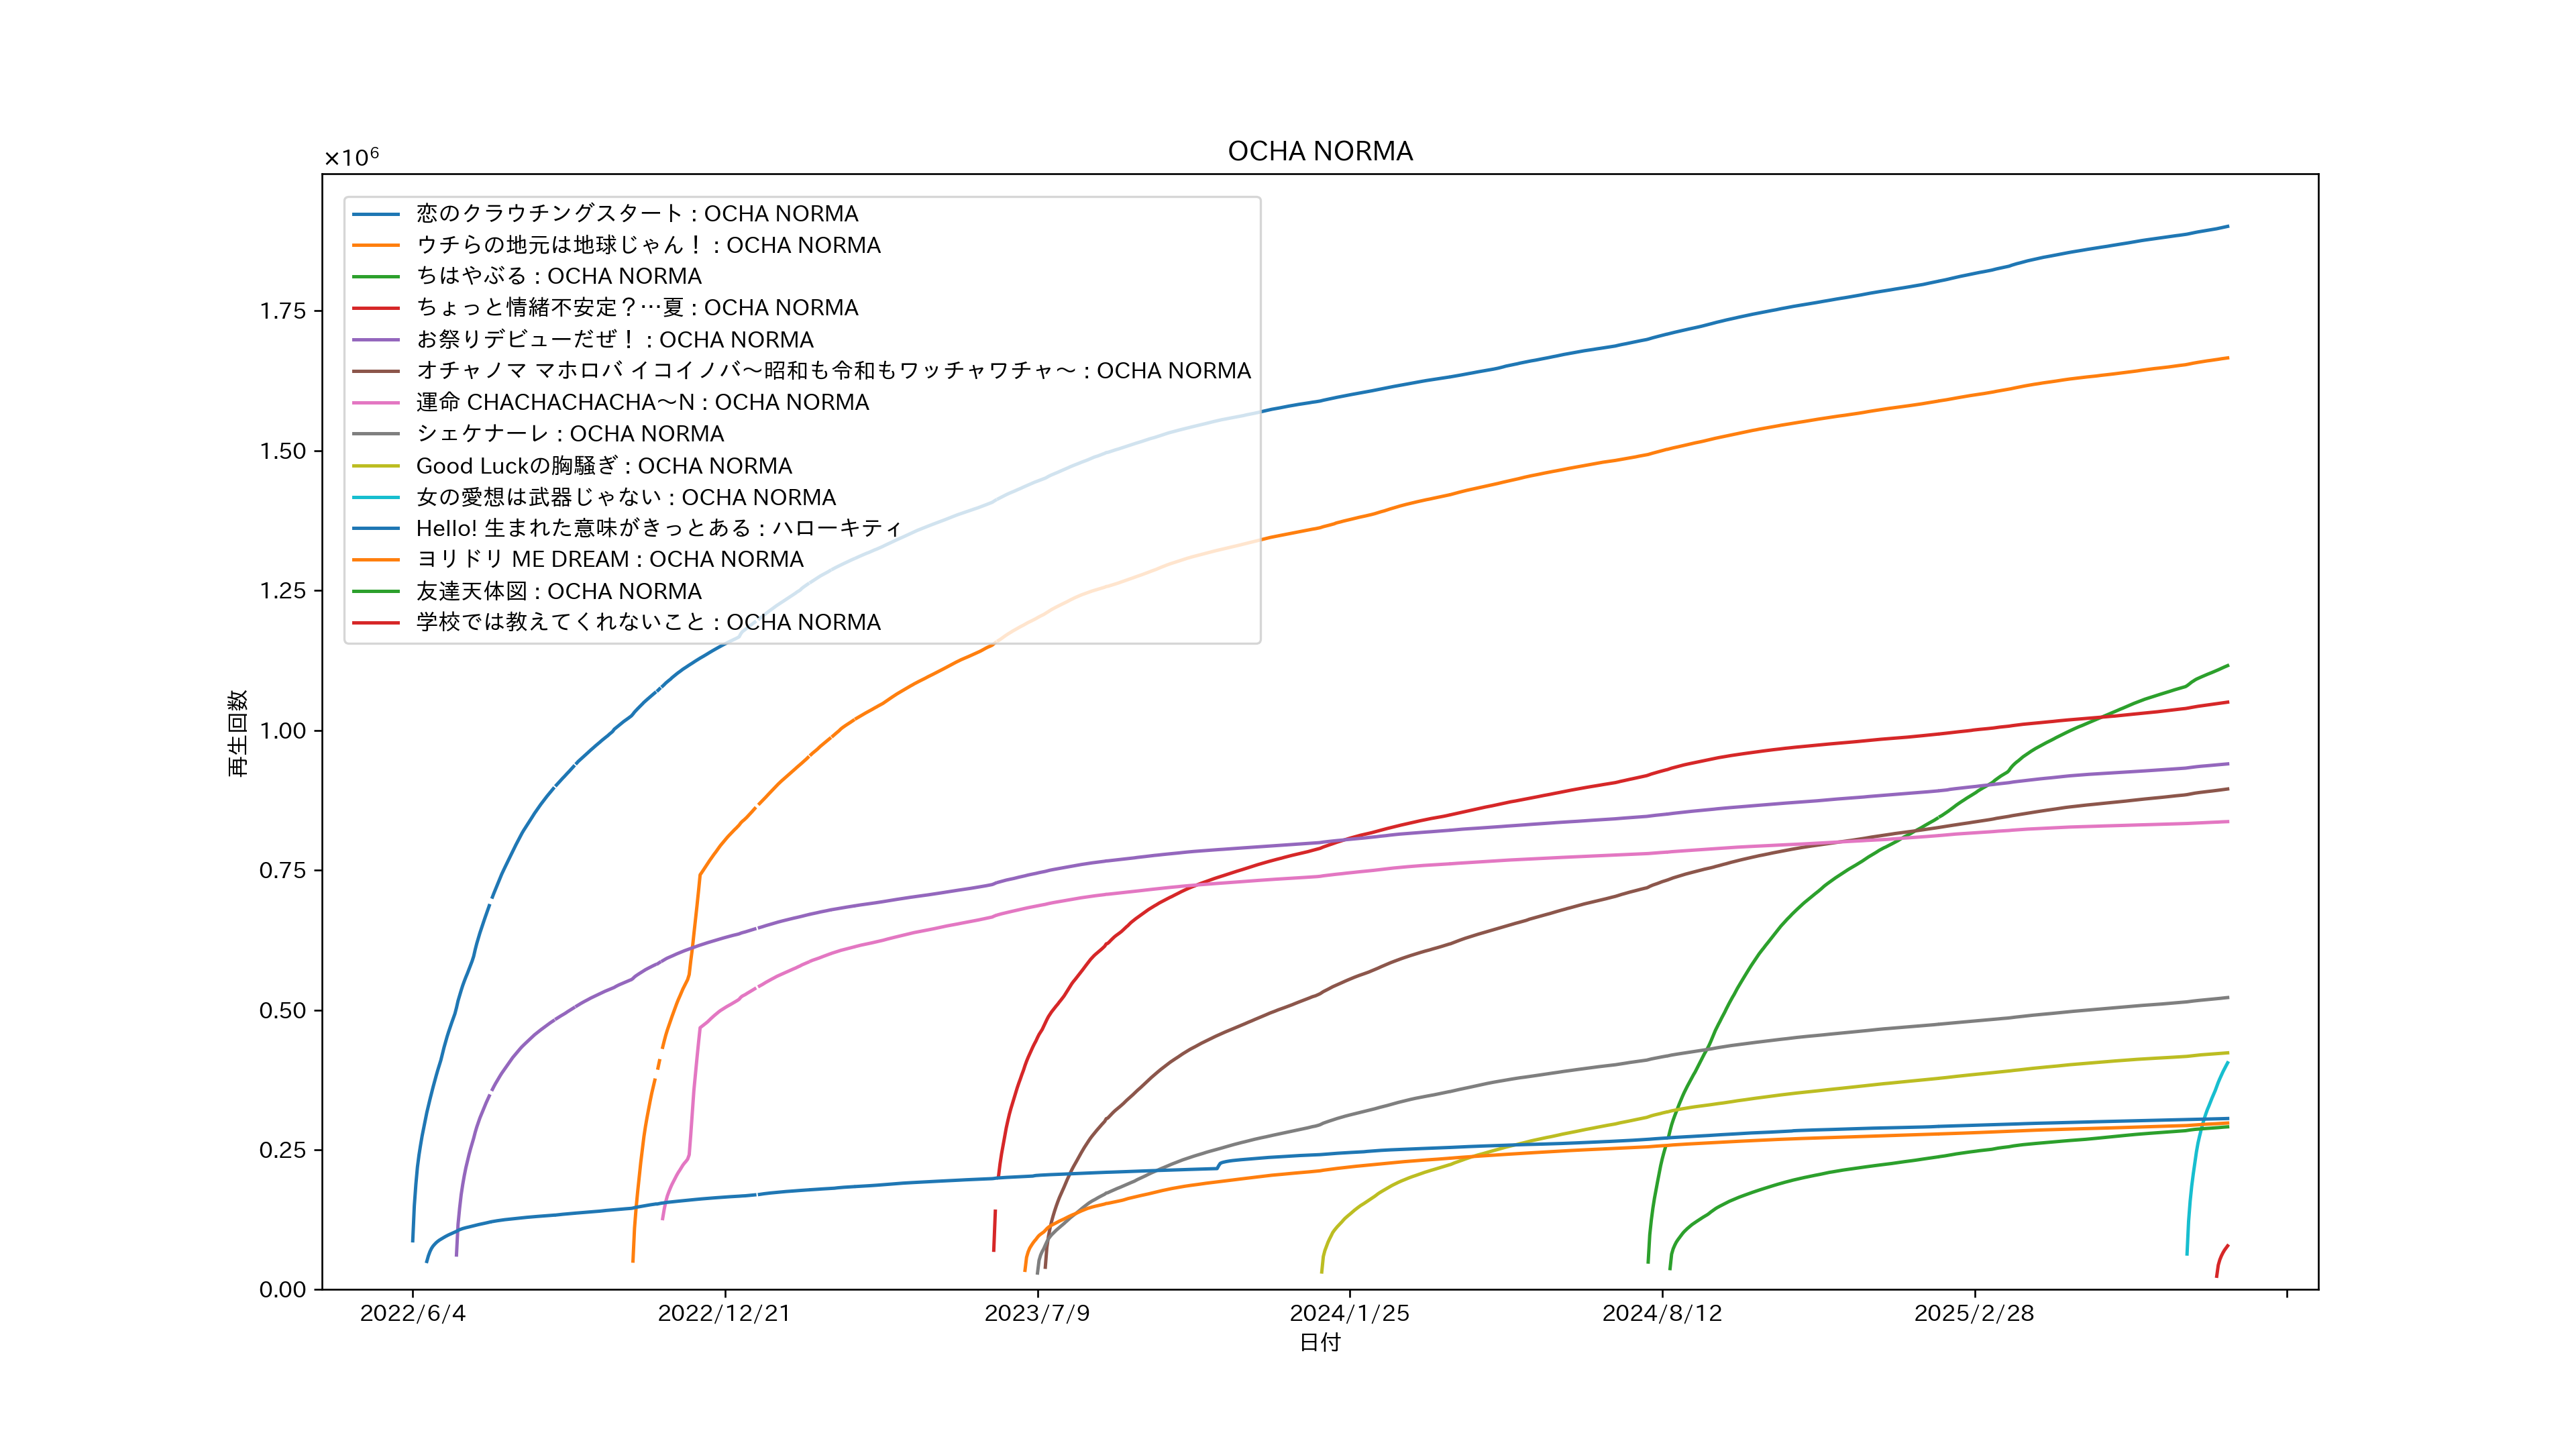 OCHA NORMA
×10⁶
恋のクラウチングスタート : OCHA NORMA
ウチらの地元は地球じゃん! : OCHA NORMA
ちはやぶる : OCHA NORMA
ちょっと情緒不安定?…夏 : OCHA NORMA
お祭りデビューだぜ! : OCHA NORMA
オチャノマ マホロバ イコイノバ～昭和も令和もワッチャワチャ～ : OCHA NORMA
運命 CHACHACHACHA～N : OCHA NORMA
シェケナーレ : OCHA NORMA
Good Luckの胸騒ぎ : OCHA NORMA
女の愛想は武器じゃない : OCHA NORMA
Hello! 生まれた意味がきっとある : ハローキティ
ヨリドリ ME DREAM : OCHA NORMA
友達天体図 : OCHA NORMA
学校では教えてくれないこと : OCHA NORMA
1.75
1.50
1.25
1.00
0.75
0.50
0.25
0.00
再生回数
2022/6/4
2022/12/21
2023/7/9
2024/1/25
2024/8/12
2025/2/28
日付